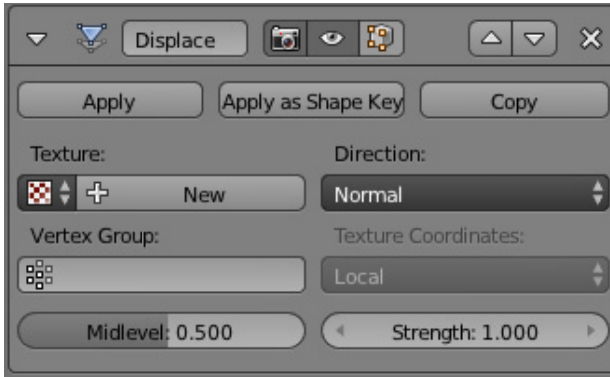 Displace
Apply Apply as Shape Key Copy
Texture: Direction:
New Normal
Vertex Group: Texture Coordinates:
Local
Midlevel: 0.500 Strength: 1.000